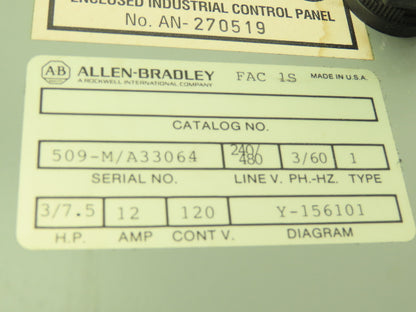 ENCLOSED INDUSTRIAL CONTROL PANEL
No. AN-270519
AB ALLEN-BRADLEY FAC 1S MADE IN U.S.A.
A ROCKWELL INTERNATIONAL COMPANY
CATALOG NO.
509-M/A33064 240/480 3/60 1
SERIAL NO. LINE V. PH.-HZ. TYPE
3/7.5 12 120 Y-156101
H.P. AMP CONT V. DIAGRAM